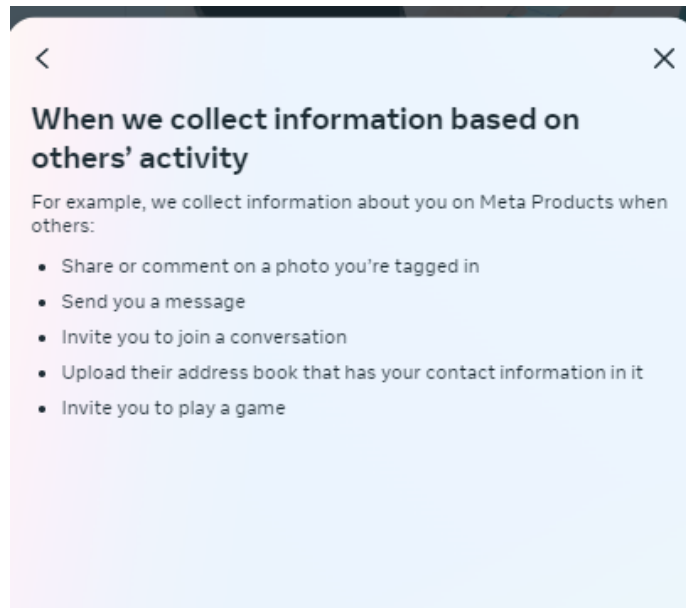 When we collect information based on
others’ activity
For example, we collect information about you on Meta Products when
others:
• Share or comment on a photo you’re tagged in
• Send you a message
• Invite you to join a conversation
• Upload their address book that has your contact information in it
• Invite you to play a game